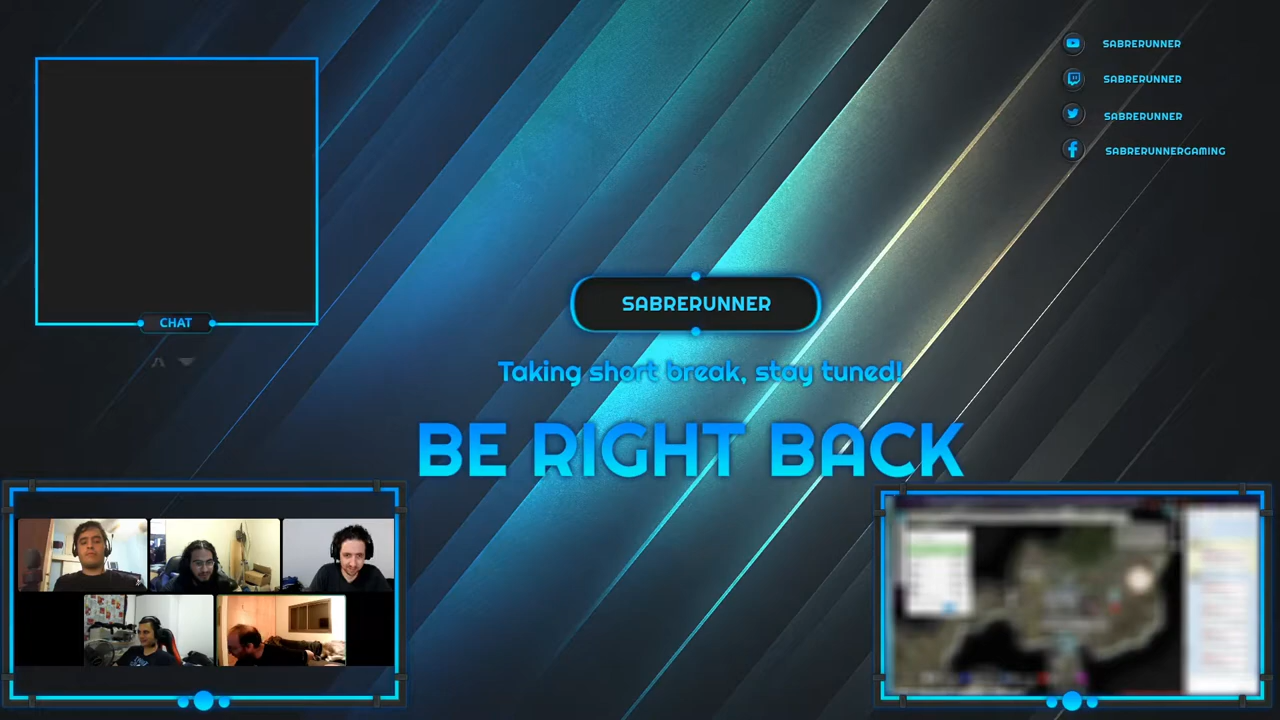 SABRERUNNER
SABRERUNNER
SABRERUNNER
SABRERUNNERGAMING
CHAT
SABRERUNNER
Taking short break, stay tuned!
BE RIGHT BACK